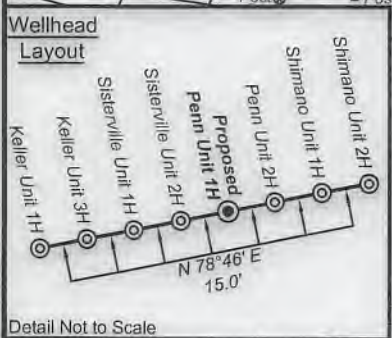 Wellhead
Layout
Keller Unit 1H
Keller Unit 3H
Sisterville Unit 1H
Sisterville Unit 2H
Proposed
Penn Unit 1H
Penn Unit 2H
Shimano Unit 1H
Shimano Unit 2H
N 78°46' E
15.0'
Detail Not to Scale